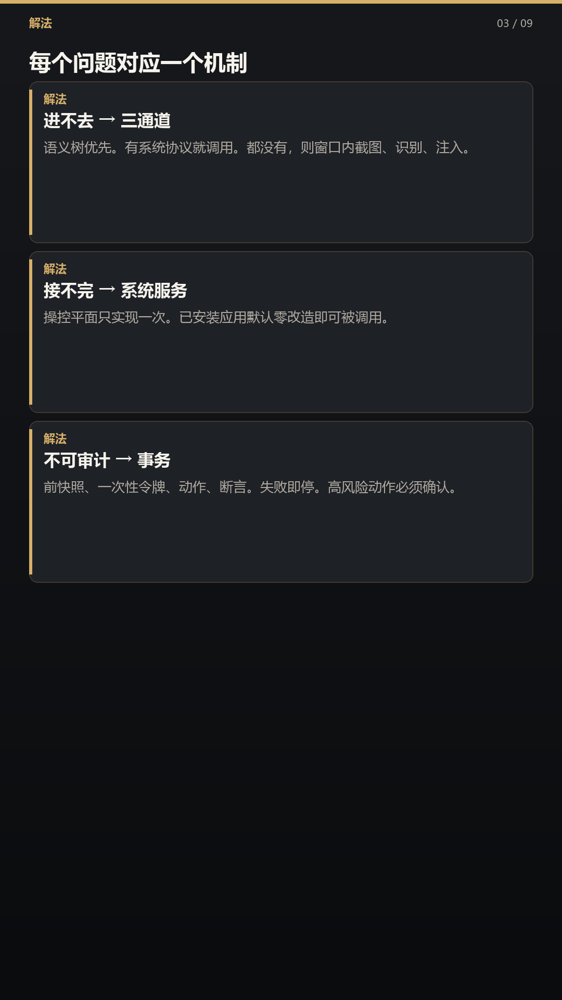 解法
03 / 09
每个问题对应一个机制
解法
进不去 → 三通道
语义树优先。有系统协议就调用。都没有，则窗口内截图、识别、注入。
解法
接不完 → 系统服务
操控平面只实现一次。已安装应用默认零改造即可被调用。
解法
不可审计 → 事务
前快照、一次性令牌、动作、断言。失败即停。高风险动作必须确认。